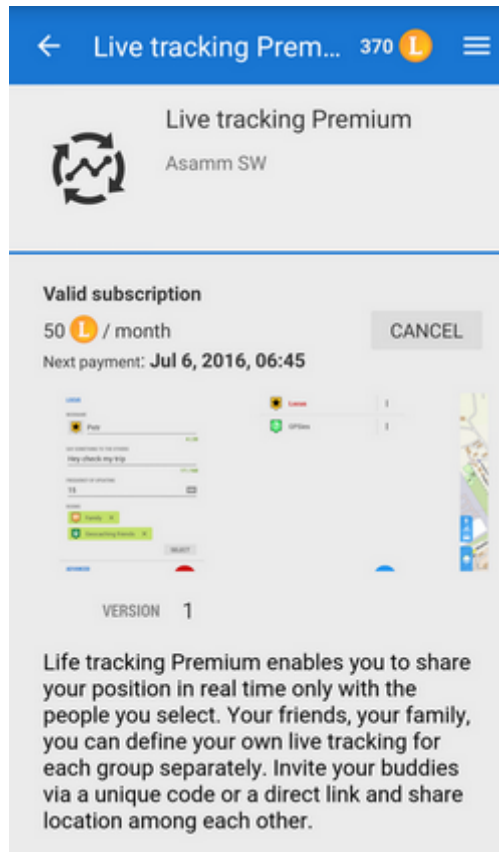 Live tracking Prem... 370 L
Live tracking Premium
Asamm SW
Valid subscription
50 L / month
CANCEL
Next payment: Jul 6, 2016, 06:45
Petr
Hey check my trip
15
Family ×
Geocaching friends ×
SELECT
ADVANCED
Locus
GPSies
VERSION 1
Life tracking Premium enables you to share
your position in real time only with the
people you select. Your friends, your family,
you can define your own live tracking for
each group separately. Invite your buddies
via a unique code or a direct link and share
location among each other.